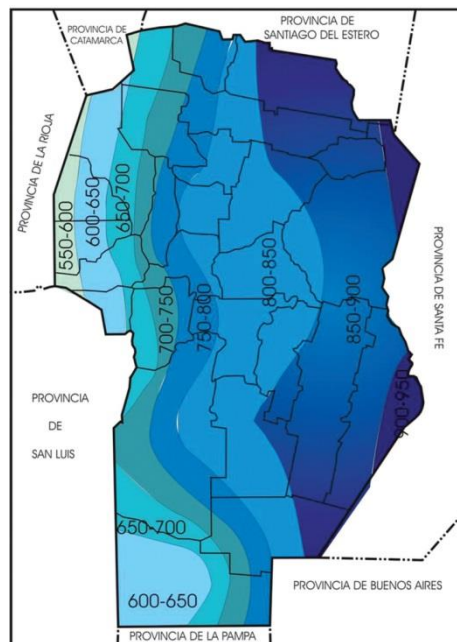 PROVINCIA DE
CATAMARCA
PROVINCIA DE
SANTIAGO DEL ESTERO
PROVINCIA DE LA RIOJA
550-600
600-650
650-700
700-750
750-800
800-850
850-900
900-950
PROVINCIA DE SANTA FE
PROVINCIA
DE
SAN LUIS
650-700
600-650
PROVINCIA DE BUENOS AIRES
PROVINCIA DE LA PAMPA